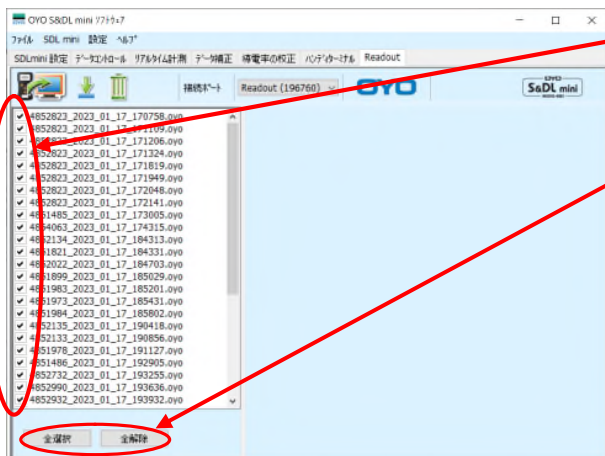 OYO S&DL mini ソフトウェア
ファイル SDL mini 設定 ヘルプ
SDLmini 設定 データコントロール リアルタイム計測 データ補正 導電率の校正 ハンディターミナル Readout
接続ポート Readout (196760) OYO OYO S&DL mini
4852823_2023_01_17_170758.oyo
4852823_2023_01_17_171109.oyo
4852823_2023_01_17_171206.oyo
4852823_2023_01_17_171324.oyo
4852823_2023_01_17_171819.oyo
4852823_2023_01_17_171949.oyo
4852823_2023_01_17_172048.oyo
4852823_2023_01_17_172141.oyo
4851485_2023_01_17_173005.oyo
4854063_2023_01_17_174315.oyo
4852134_2023_01_17_184313.oyo
4851821_2023_01_17_184331.oyo
4852022_2023_01_17_184703.oyo
4851899_2023_01_17_185029.oyo
4851983_2023_01_17_185201.oyo
4851973_2023_01_17_185431.oyo
4851984_2023_01_17_185802.oyo
4852135_2023_01_17_190418.oyo
4852133_2023_01_17_190856.oyo
4851978_2023_01_17_191127.oyo
4851486_2023_01_17_192905.oyo
4852732_2023_01_17_193255.oyo
4852990_2023_01_17_193636.oyo
4852932_2023_01_17_193932.oyo
全選択 全解除